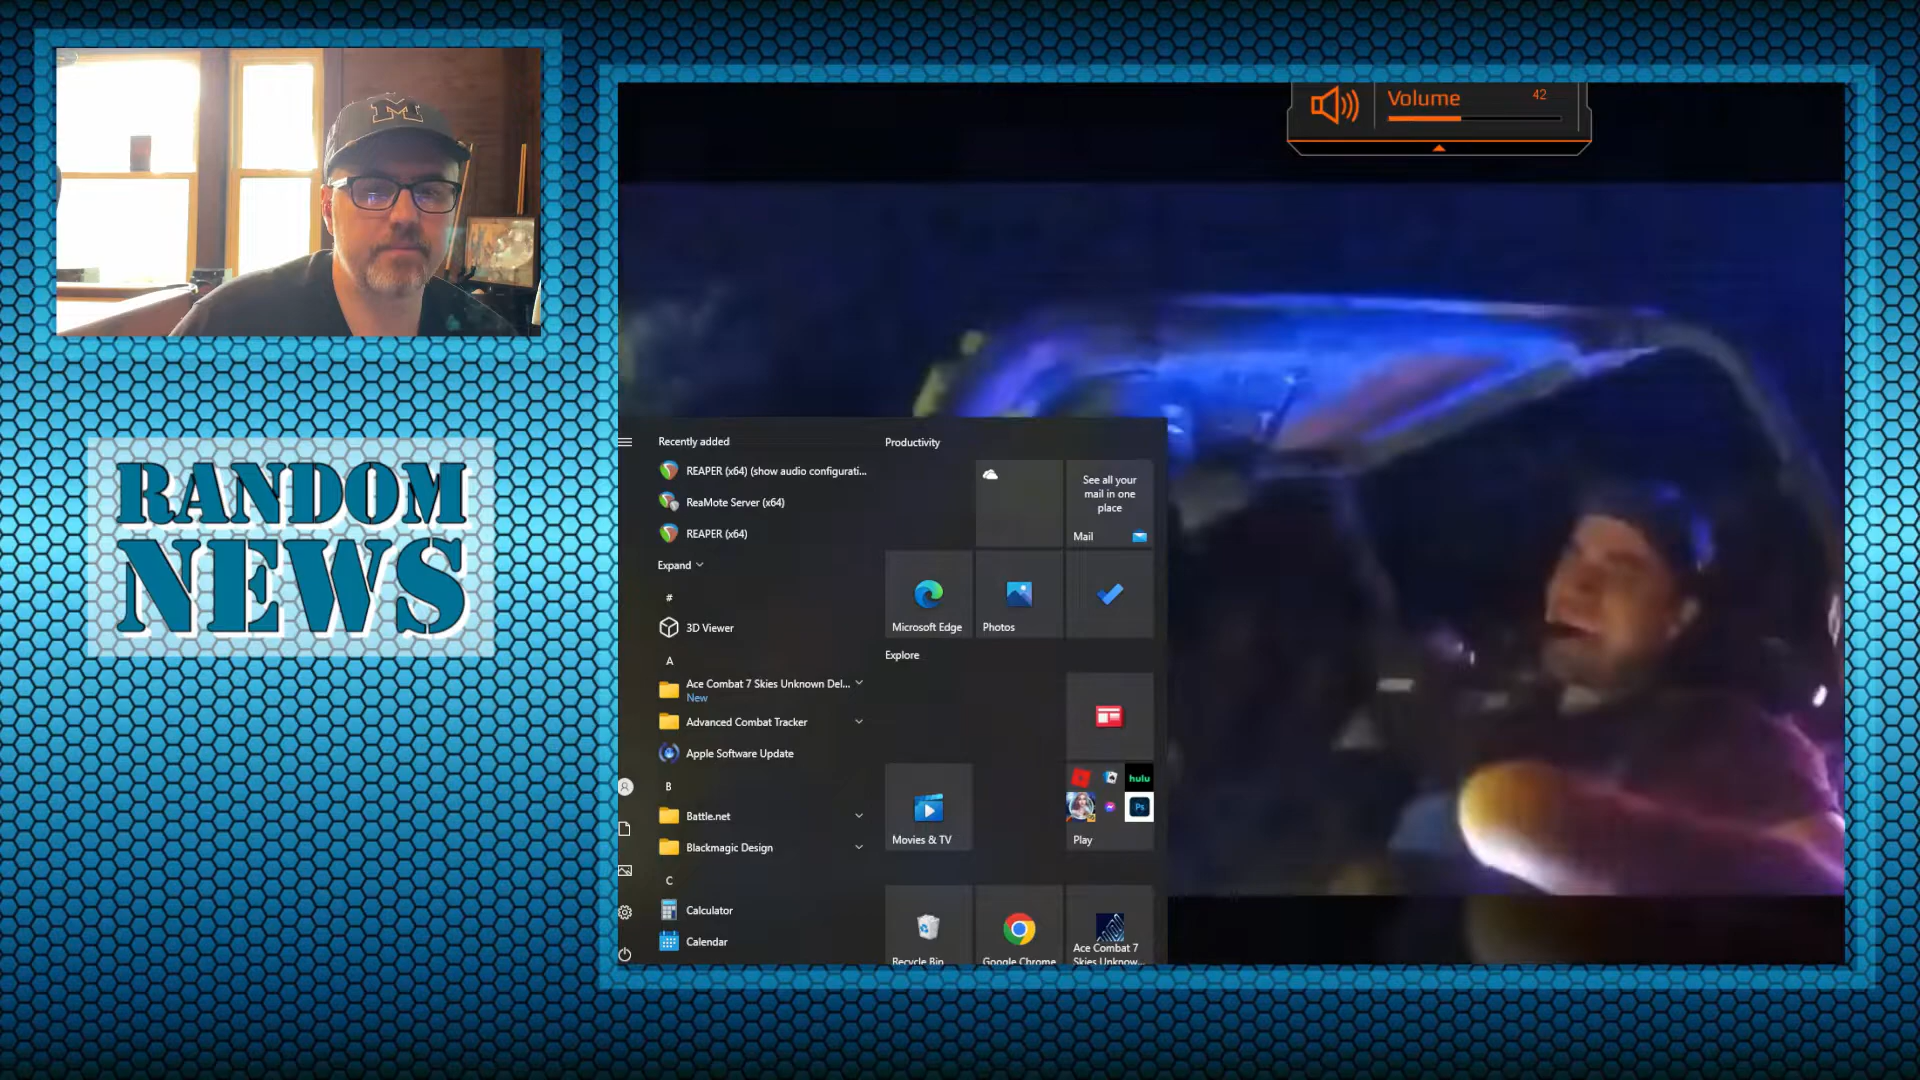 M
Volume
42
RANDOM
NEWS
Recently added
REAPER (x64) (show audio configurati...
ReaMote Server (x64)
REAPER (x64)
Expand
#
3D Viewer
A
Ace Combat 7 Skies Unknown Del...
New
Advanced Combat Tracker
Apple Software Update
B
Battle.net
Blackmagic Design
C
Calculator
Calendar
Productivity
See all your
mail in one
place
Mail
Microsoft Edge
Photos
Explore
Movies & TV
hulu
Ps
Play
Recycle Bin
Google Chrome
Ace Combat 7
Skies Unknow...